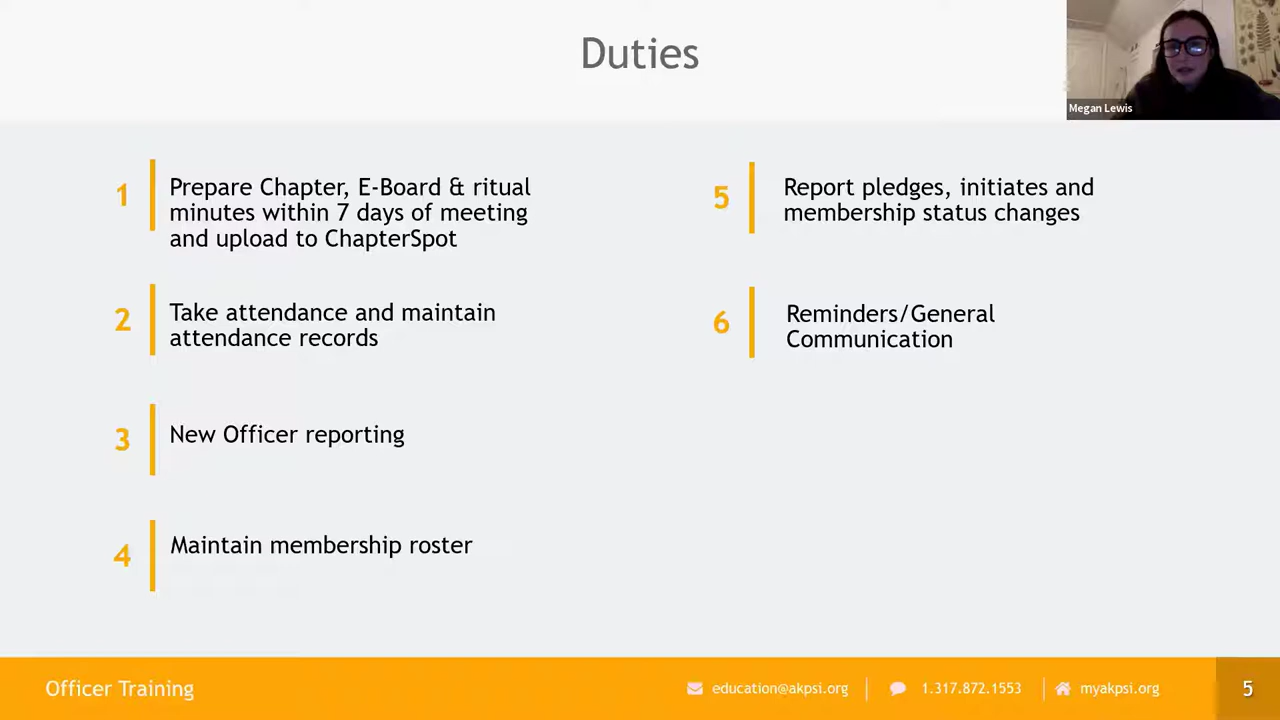 Duties
Megan Lewis
1
Prepare Chapter, E-Board & ritual
minutes within 7 days of meeting
and upload to ChapterSpot
2
Take attendance and maintain
attendance records
3
New Officer reporting
4
Maintain membership roster
5
Report pledges, initiates and
membership status changes
6
Reminders/General
Communication
Officer Training
education@akpsi.org
1.317.872.1553
myakpsi.org
5